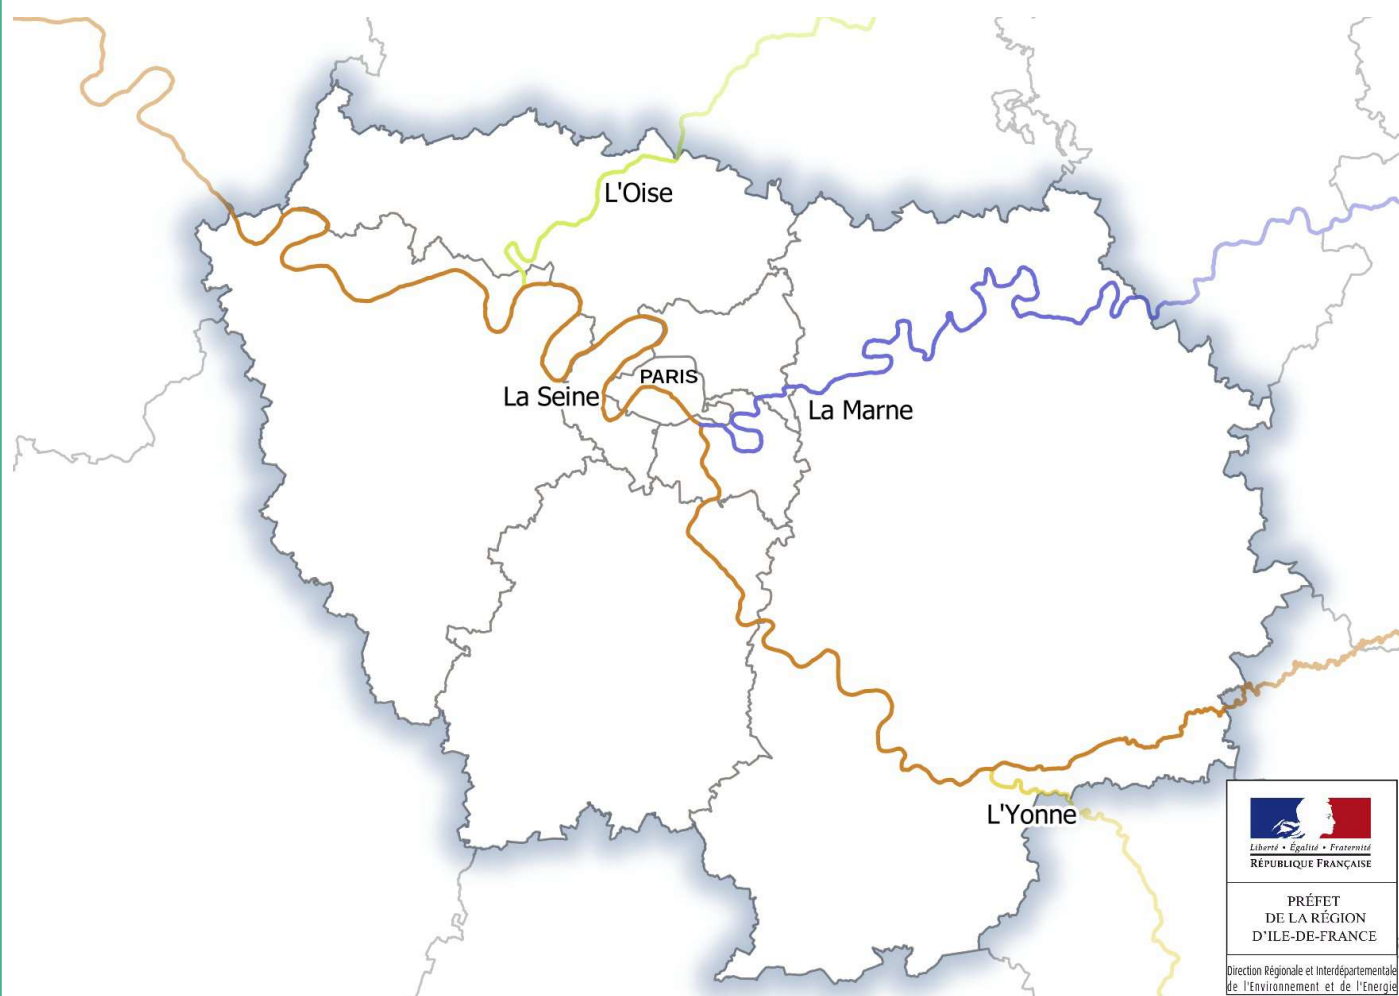 L'Oise
PARIS
La Seine
La Marne
L'Yonne
Liberté • Égalité • Fraternité
RÉPUBLIQUE FRANÇAISE
PRÉFET
DE LA RÉGION
D'ILE-DE-FRANCE
Direction Régionale et Interdépartementale
de l'Environnement et de l'Energie